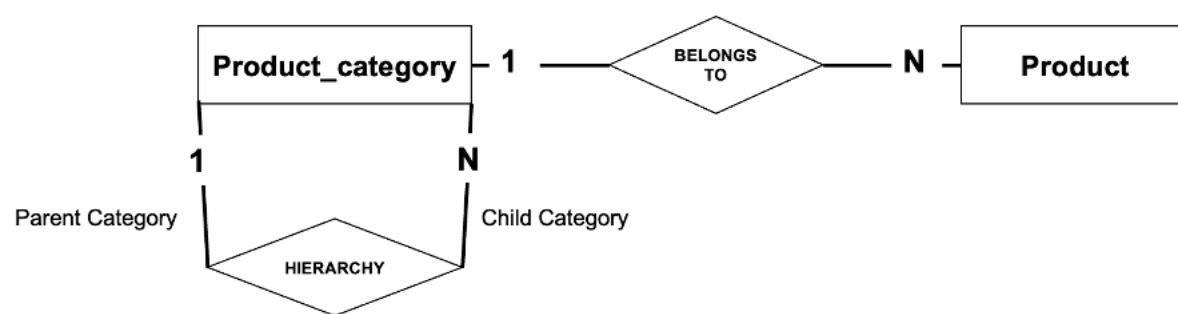 Product_category
1
BELONGS
TO
N
Product
1
N
Parent Category
Child Category
HIERARCHY